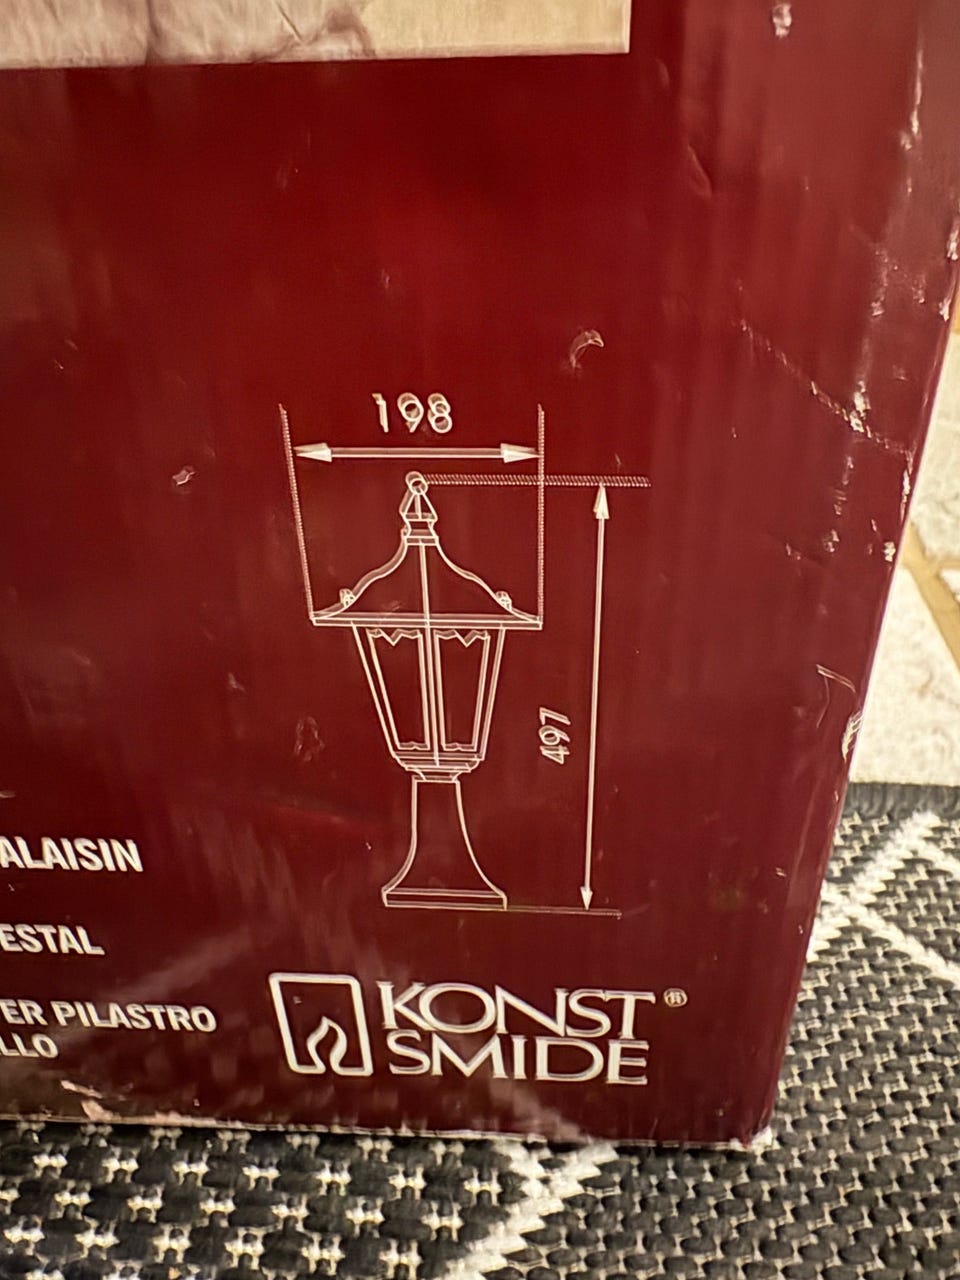 198
497
ALAISIN
ESTAL
ER PILASTRO
LLO
KONST®
SMIDE